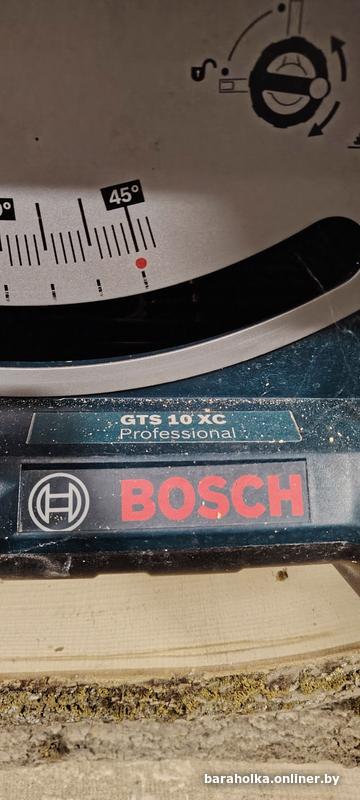 45°
GTS 10 XC
Professional
BOSCH
baraholka.onliner.by